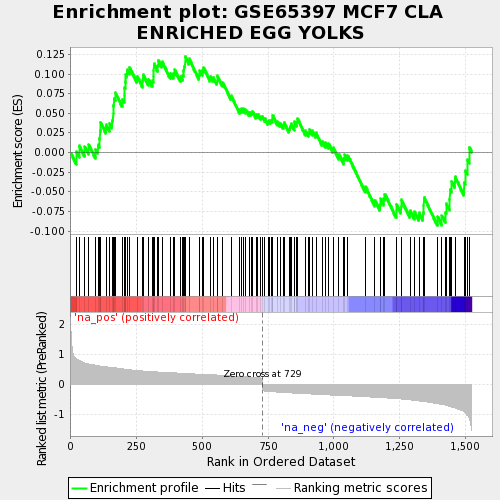 Enrichment plot: GSE65397 MCF7 CLA
ENRICHED EGG YOLKS
Enrichment score (ES)
0.125
0.100
0.075
0.050
0.025
0.000
-0.025
-0.050
-0.075
-0.100
'na_pos' (positively correlated)
Ranked list metric (PreRanked)
2
1
0
-1
Zero cross at 729
'na_neg' (negatively correlated)
0
250
500
750
1,000
1,250
1,500
Rank in Ordered Dataset
Enrichment profile
Hits
Ranking metric scores